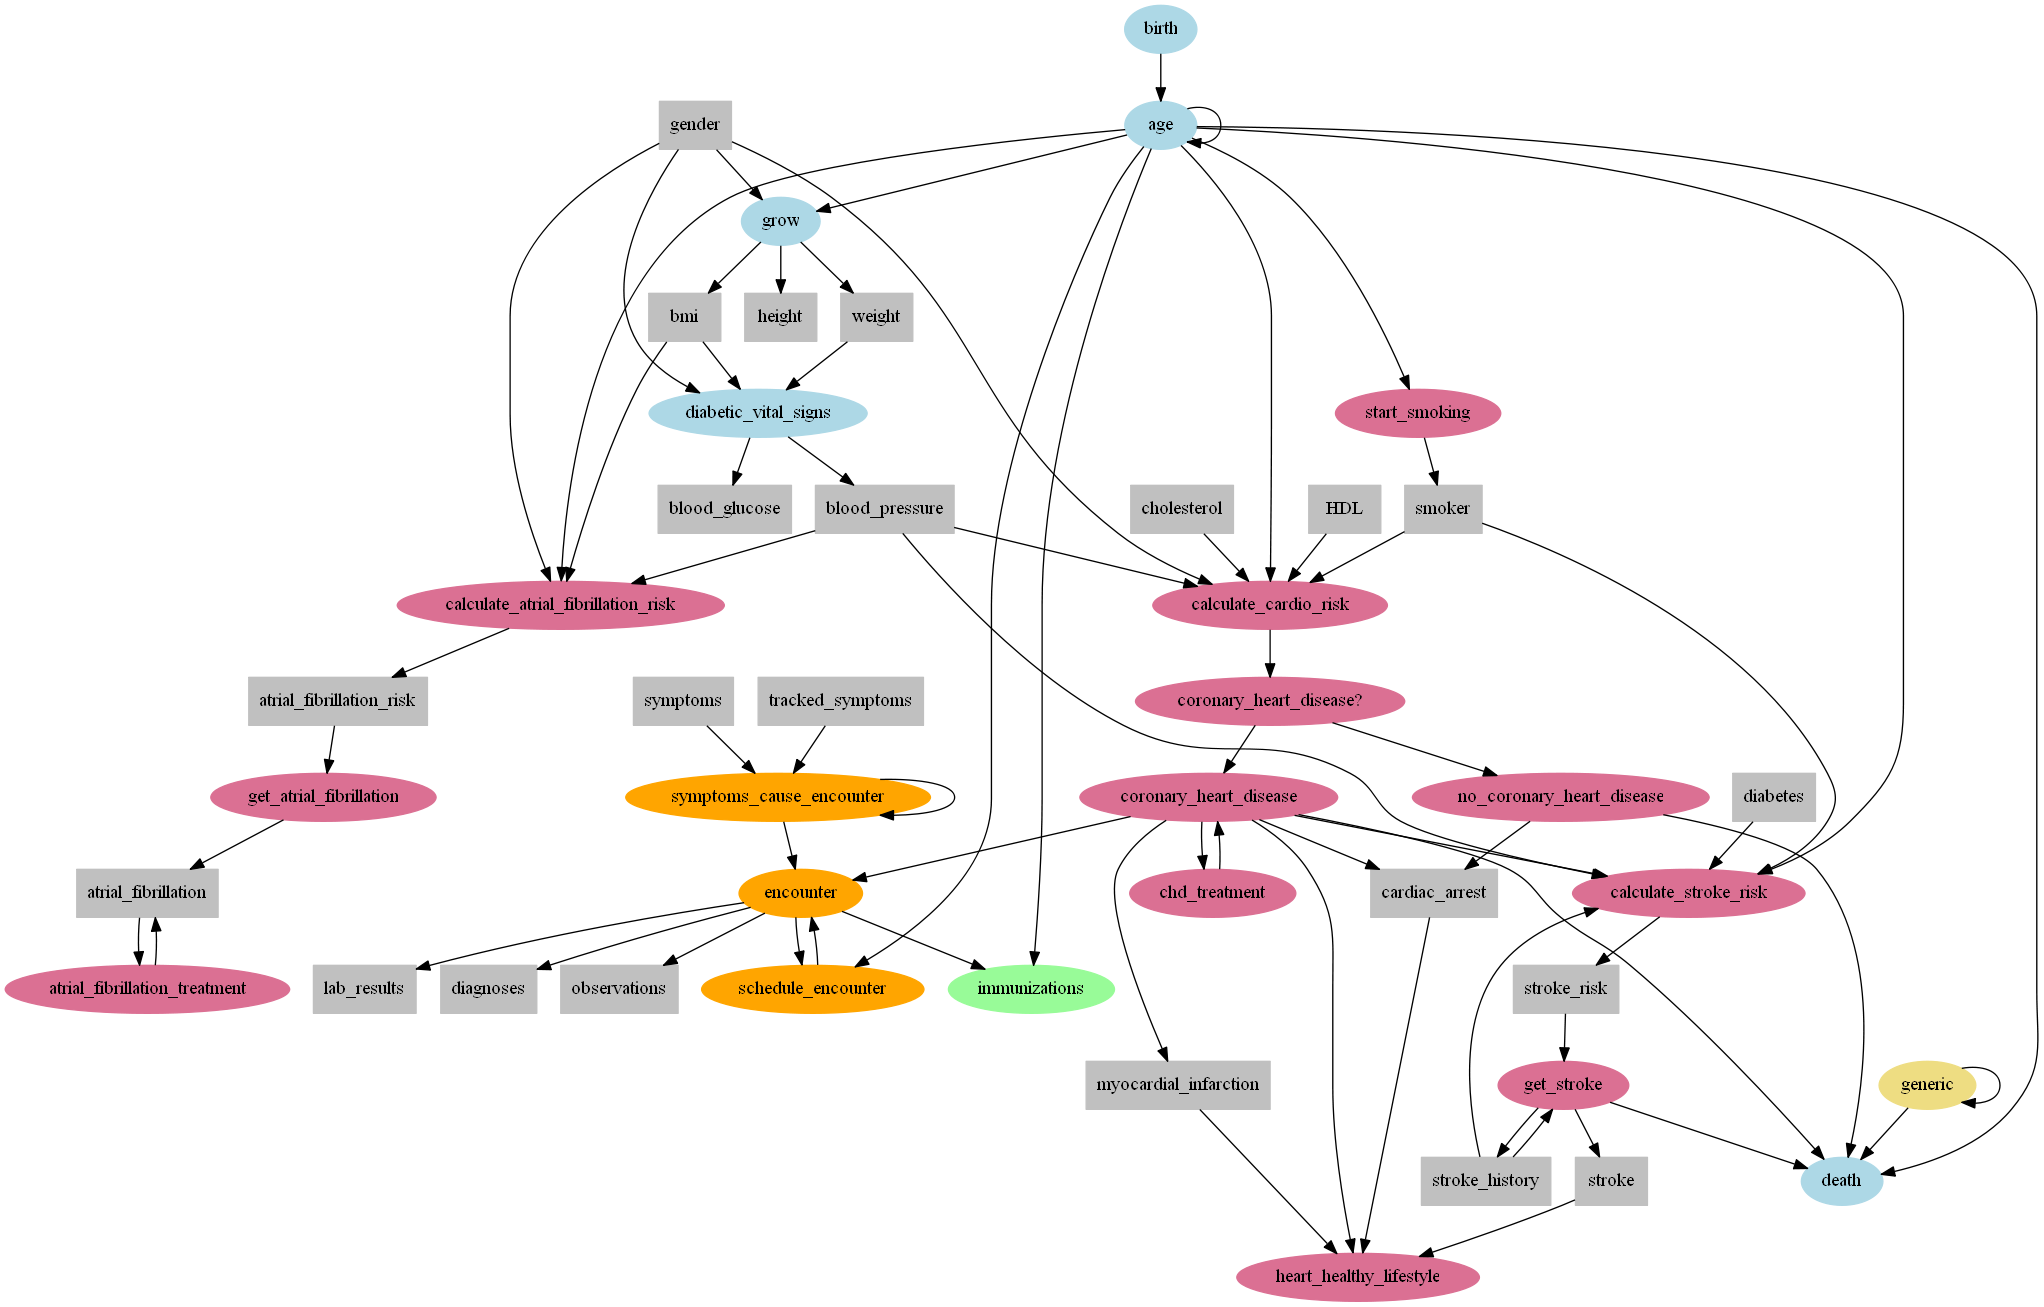 birth
gender
age
grow
bmi
height
weight
diabetic_vital_signs
start_smoking
blood_glucose
blood_pressure
cholesterol
HDL
smoker
calculate_atrial_fibrillation_risk
calculate_cardio_risk
atrial_fibrillation_risk
symptoms
tracked_symptoms
coronary_heart_disease?
get_atrial_fibrillation
symptoms_cause_encounter
coronary_heart_disease
no_coronary_heart_disease
diabetes
atrial_fibrillation
encounter
chd_treatment
cardiac_arrest
calculate_stroke_risk
atrial_fibrillation_treatment
lab_results
diagnoses
observations
schedule_encounter
immunizations
stroke_risk
myocardial_infarction
get_stroke
generic
stroke_history
stroke
death
heart_healthy_lifestyle